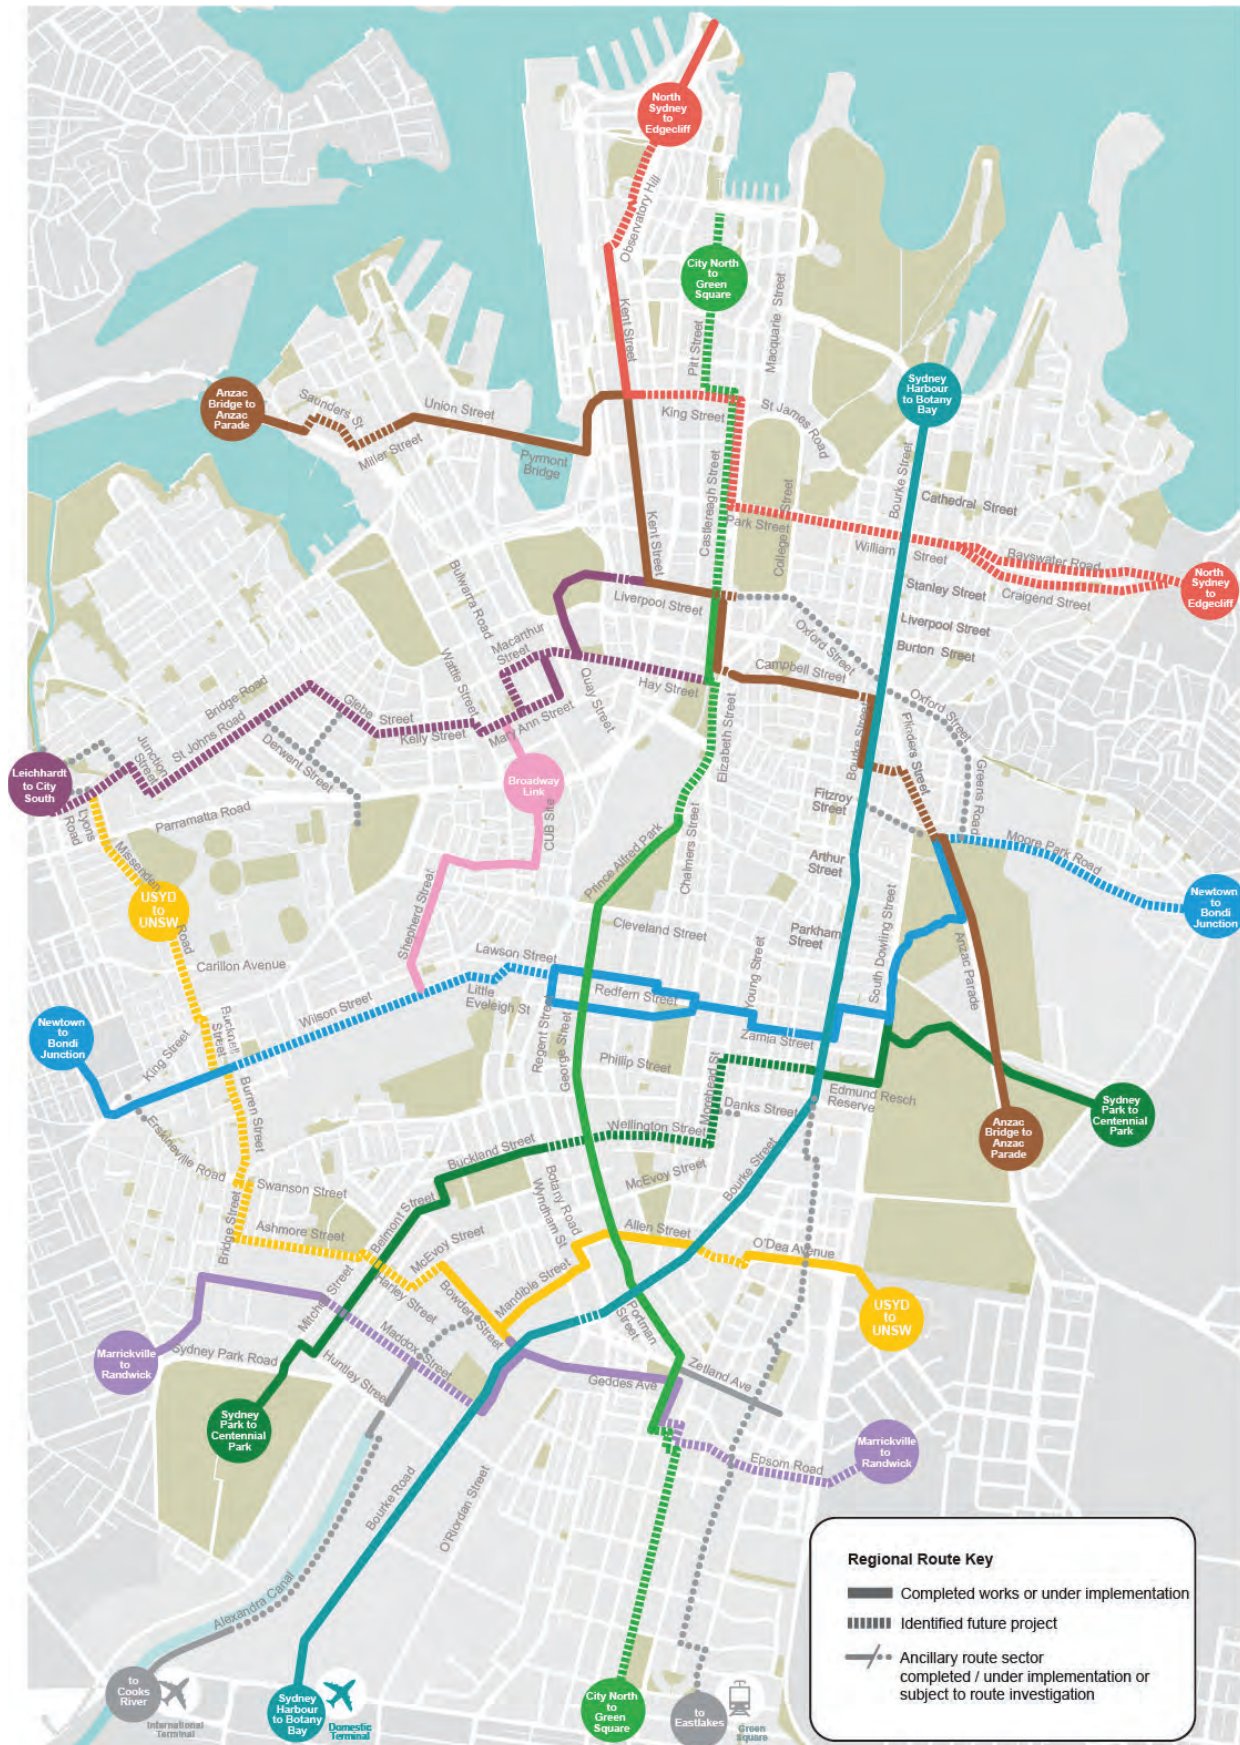 North
Sydney
to
Edgecliff
Observatory Hill
City North
to
Green
Square
Kent Street
Pitt Street
Macquarie Street
Sydney
Harbour
to Botany
Bay
Anzac
Bridge to
Anzac
Parade
Saunders St
Union Street
Miller Street
Pyrmont
Bridge
King Street
St James Road
Bourke Street
Castlereagh Street
Cathedral Street
Park Street
College Street
William Street
Bayswater Road
Craigend Street
North
Sydney
to
Edgecliff
Kent Street
Stanley Street
Liverpool Street
Burton Street
Bulwarra Road
Liverpool Street
Oxford Street
Macarthur
Street
Wattle Street
Campbell Street
Hay Street
Quay Street
Bridge Road
Glebe Street
Oxford Street
St Johns Road
Kelly Street
Mary Ann Street
Elizabeth Street
Bourke Street
Flinders Street
Junction
Street
Derwent Street
Leichhardt
to City
South
Broadway
Link
Greens Road
Fitzroy
Street
Parramatta Road
Lyons
Road
CUB Site
Chalmers Street
Moore Park Road
Missenden
Road
Prince Alfred Park
Arthur
Street
USYD
to
UNSW
Newtown
to
Bondi
Junction
Shepherd Street
Cleveland Street
Parkham
Street
South Dowling Street
Anzac Parade
Carillon Avenue
Lawson Street
Young Street
Little
Eveleigh St
Redfern Street
Wilson Street
Newtown
to
Bondi
Junction
King Street
Bucknell
Street
Regent Street
George Street
Zamia Street
Phillip Street
Burren Street
Morehead St
Edmund Resch
Reserve
Danks Street
Sydney
Park to
Centennial
Park
Anzac
Bridge to
Anzac
Parade
Erskineville Road
Wellington Street
Buckland Street
Bourke Street
McEvoy Street
Swanson Street
Botany Road
Wyndham St
Bridge Street
Belmont Street
Ashmore Street
McEvoy Street
Allen Street
O'Dea Avenue
Mitchell Street
Harley Street
Bowden Street
Mandible Street
Portman
Street
USYD
to
UNSW
Marrickville
to
Randwick
Sydney Park Road
Maddox Street
Huntley Street
Geddes Ave
Zetland Ave
Sydney
Park to
Centennial
Park
Marrickville
to
Randwick
Epsom Road
Bourke Road
O'Riordan Street
Alexandra Canal
Regional Route Key
Completed works or under implementation
Identified future project
Ancillary route sector
completed / under implementation or
subject to route investigation
to
Cooks
River
International
Terminal
Sydney
Harbour
to Botany
Bay
Domestic
Terminal
City North
to
Green
Square
to
Eastlakes
Green
Square